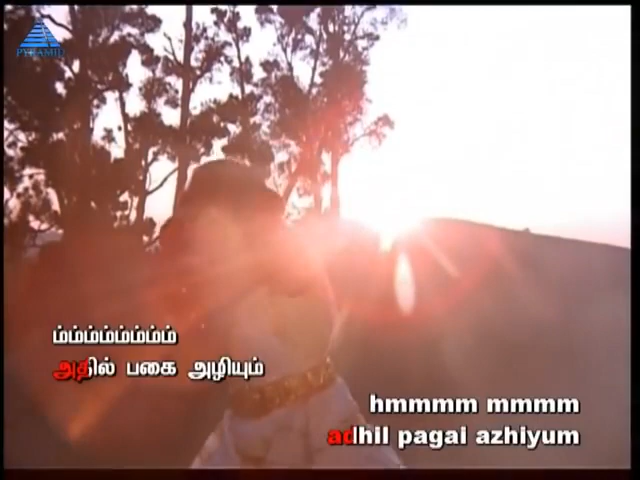 PYRAMID
ம்ம்ம்ம்ம்ம்ம்ம்
அதில் பகை அழியும்
hmmmm mmmm
adhil pagai azhiyum